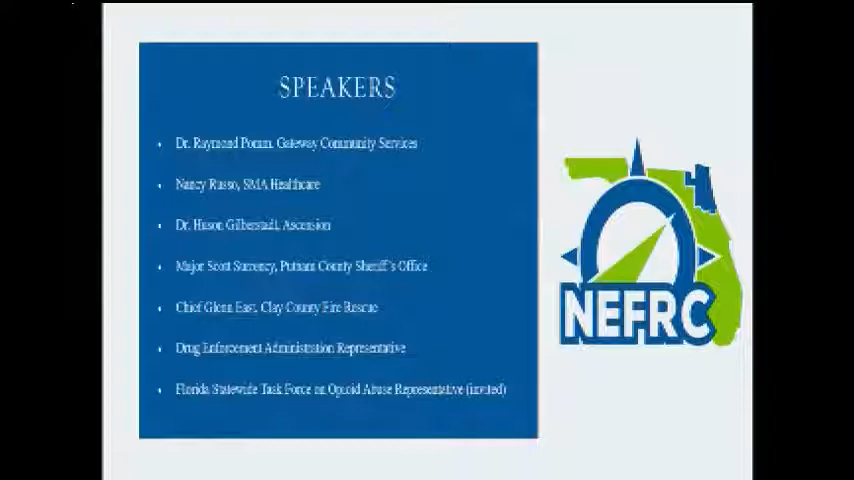 SPEAKERS
• Dr. Raymond Pomm, Gateway Community Services
• Nancy Russo, SMA Healthcare
• Dr. Huson Gilberstadt, Ascension
• Major Scott Surrency, Putnam County Sheriff's Office
• Chief Glenn East, Clay County Fire Rescue
• Drug Enforcement Administration Representative
• Florida Statewide Task Force on Opioid Abuse Representative (invited)
NEFRC